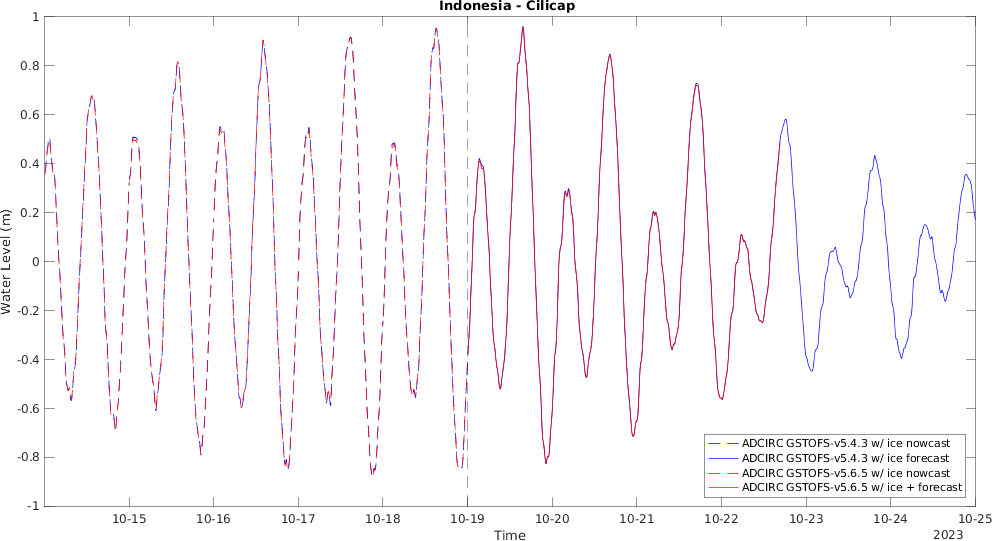 Indonesia - Cilicap
1
0.8
0.6
0.4
0.2
0
-0.2
-0.4
-0.6
-0.8
-1
Water Level (m)
ADCIRC GSTOFS-v5.4.3 w/ ice nowcast
ADCIRC GSTOFS-v5.4.3 w/ ice forecast
ADCIRC GSTOFS-v5.6.5 w/ ice nowcast
ADCIRC GSTOFS-v5.6.5 w/ ice + forecast
10-15 10-16 10-17 10-18 10-19 10-20 10-21 10-22 10-23 10-24 10-25
Time
2023